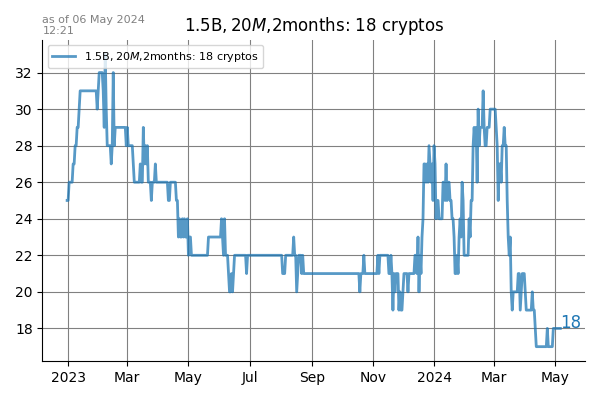 as of 06 May 2024
12:21
1.5B, 20M,2months: 18 cryptos
1.5B, 20M,2months: 18 cryptos
32
30
28
26
24
22
20
18
18
2023
Mar
May
Jul
Sep
Nov
2024
Mar
May